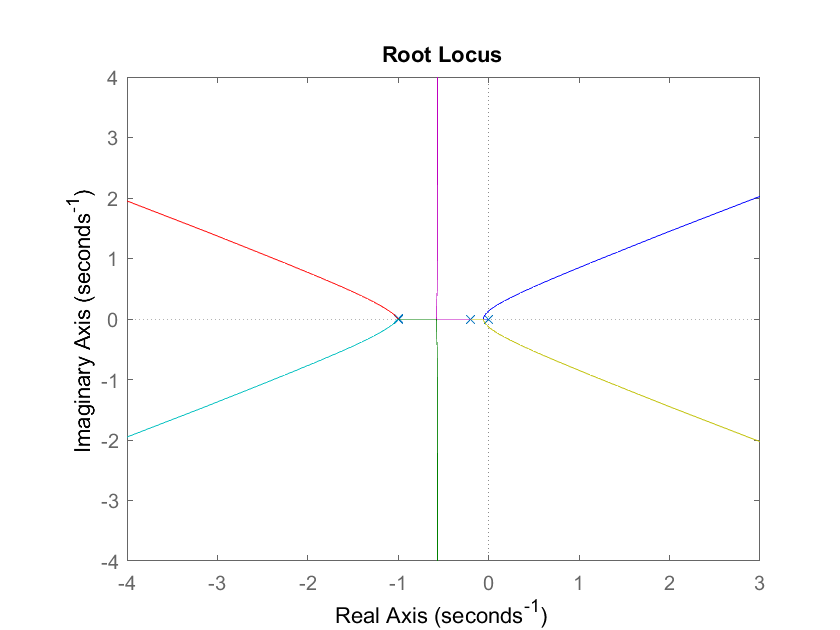 Root Locus
4
3
2
1
0
-1
-2
-3
-4
Imaginary Axis (seconds⁻¹)
-4 -3 -2 -1 0 1 2 3
Real Axis (seconds⁻¹)